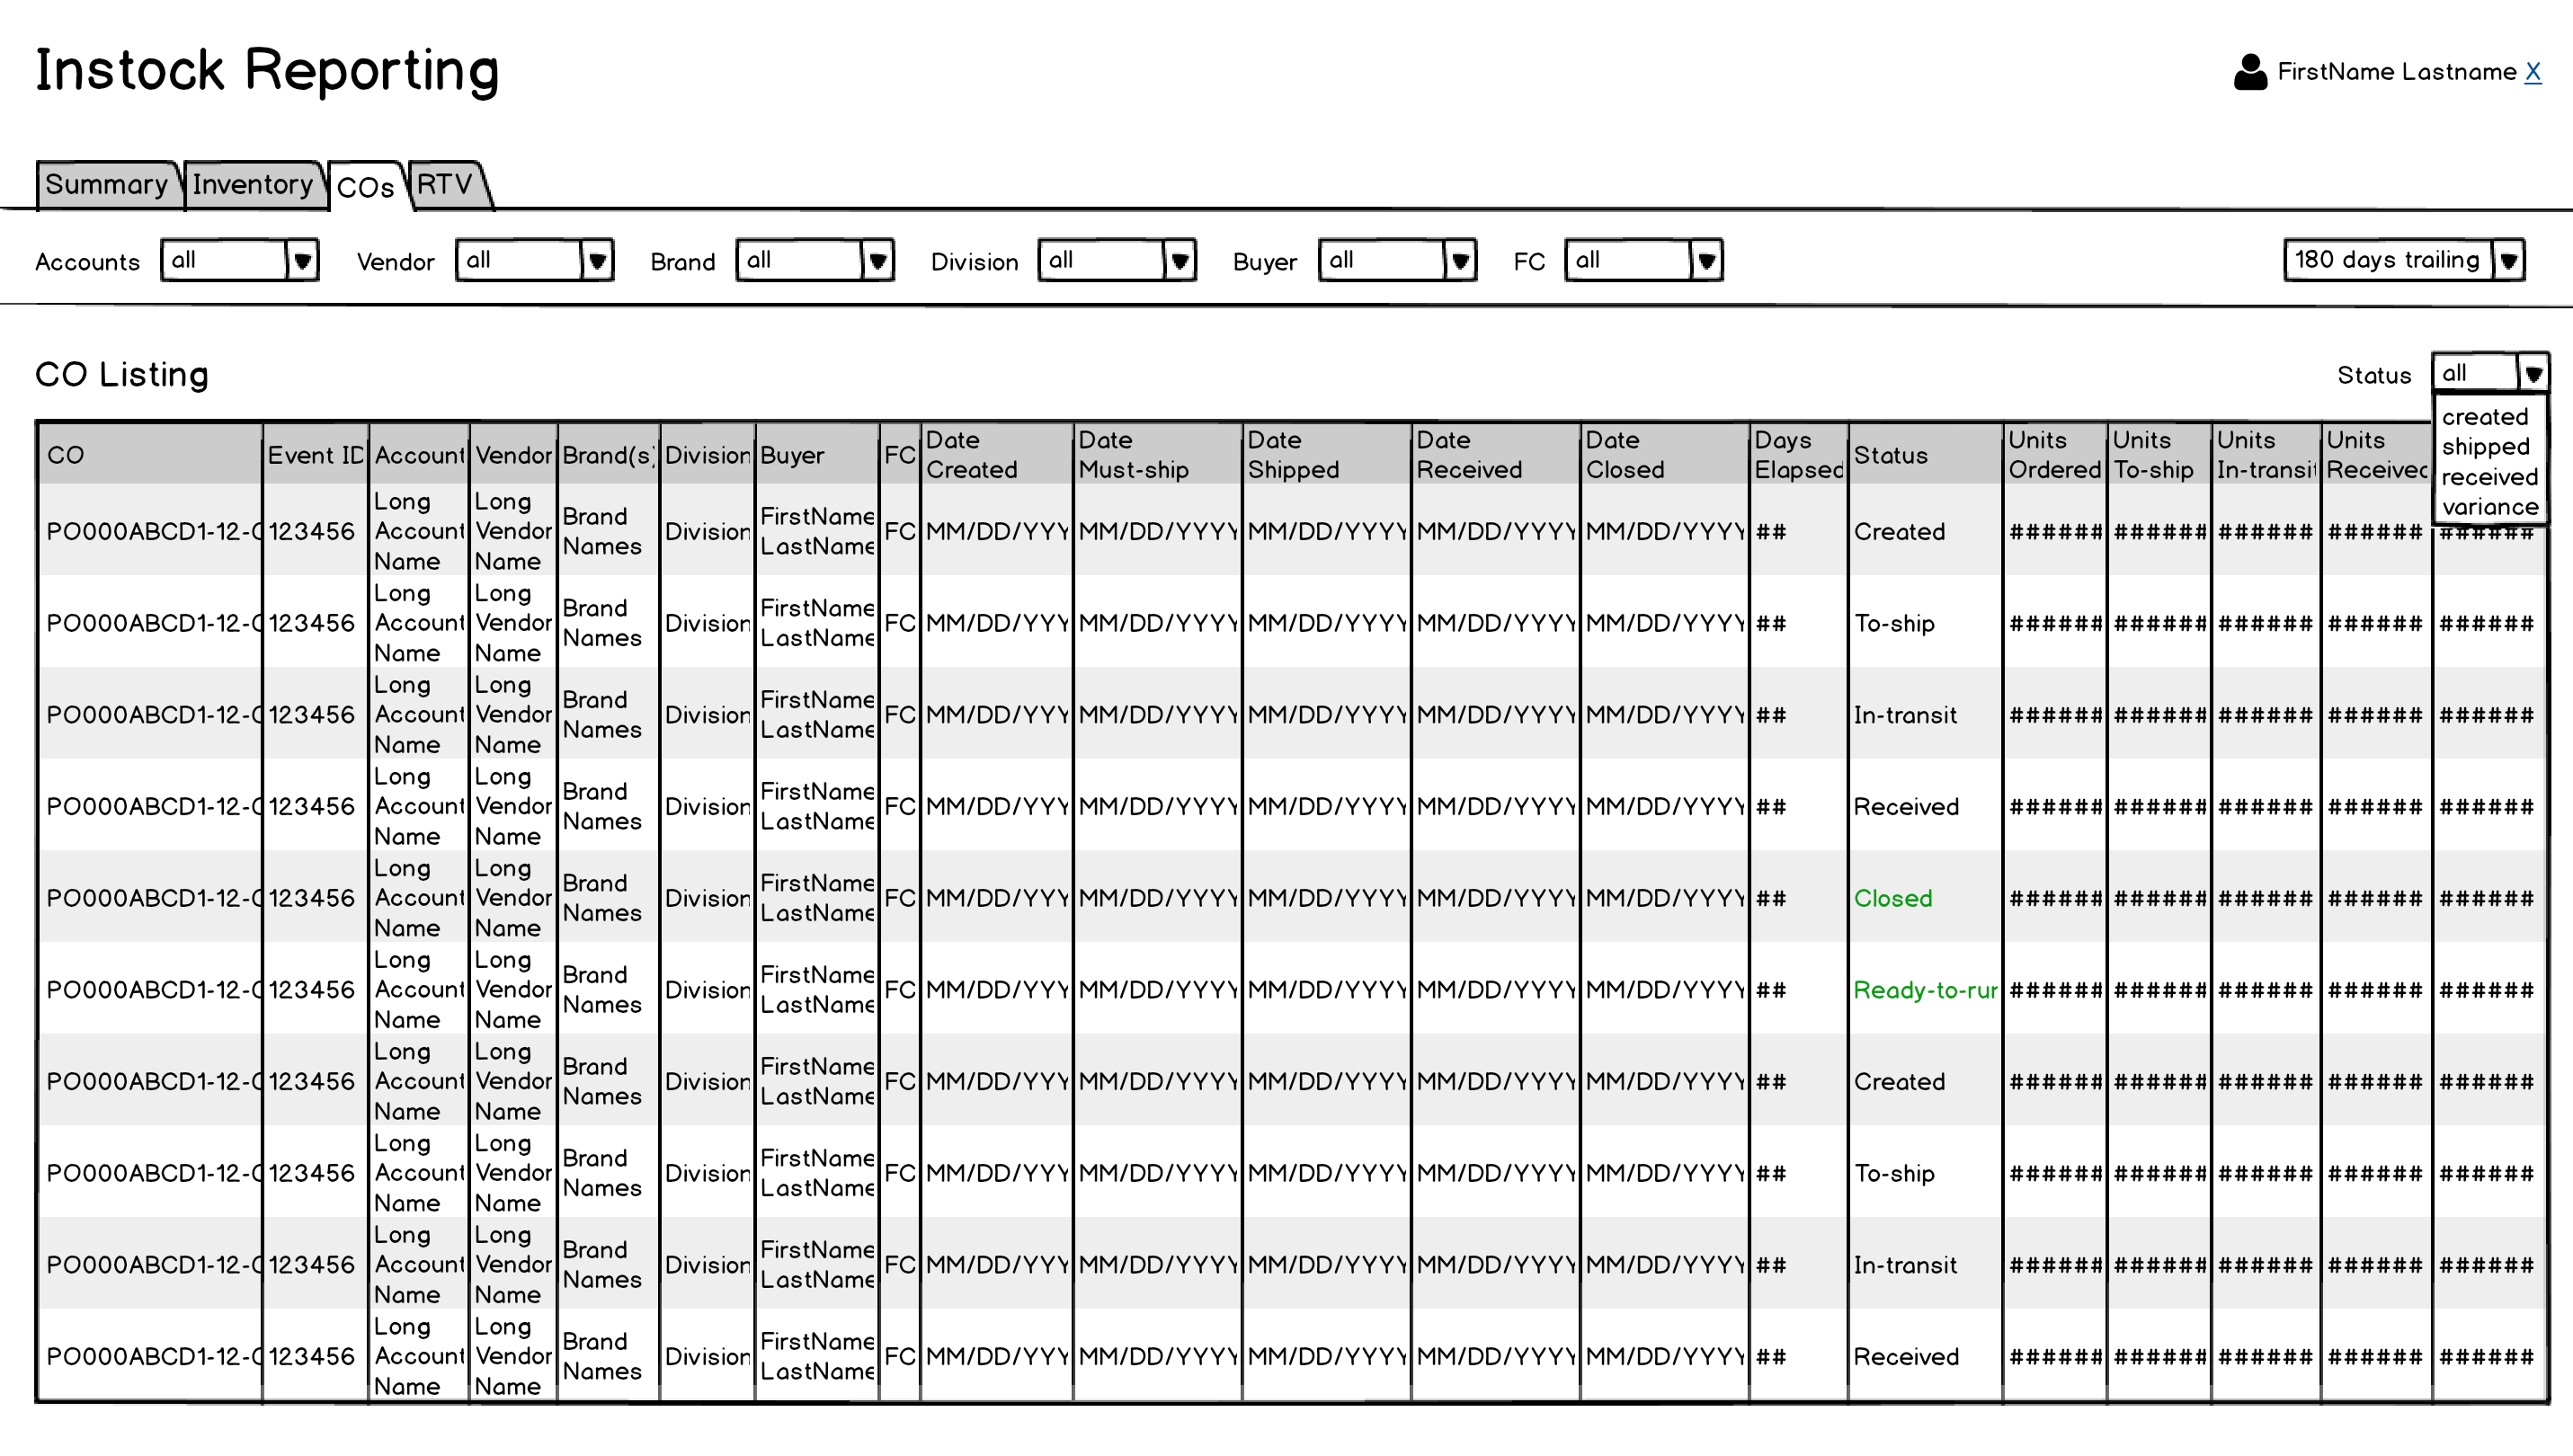 Instock Reporting
FirstName Lastname X
Summary Inventory COs RTV
Accounts all Vendor all Brand all Division all Buyer all FC all 180 days trailing
CO Listing
Status all
created
shipped
received
variance
CO Event ID Account Vendor Brand(s) Division Buyer FC Date Created Date Must-ship Date Shipped Date Received Date Closed Days Elapsed Status Units Ordered Units To-ship Units In-transit Units Received
PO000ABCD1-12-C 123456 Long Account Name Long Vendor Name Brand Names Division FirstName LastName FC MM/DD/YYY MM/DD/YYYY MM/DD/YYYY MM/DD/YYYY MM/DD/YYYY ## Created ###### ###### ###### ###### ######
PO000ABCD1-12-C 123456 Long Account Name Long Vendor Name Brand Names Division FirstName LastName FC MM/DD/YYY MM/DD/YYYY MM/DD/YYYY MM/DD/YYYY MM/DD/YYYY ## To-ship ###### ###### ###### ###### ######
PO000ABCD1-12-C 123456 Long Account Name Long Vendor Name Brand Names Division FirstName LastName FC MM/DD/YYY MM/DD/YYYY MM/DD/YYYY MM/DD/YYYY MM/DD/YYYY ## In-transit ###### ###### ###### ###### ######
PO000ABCD1-12-C 123456 Long Account Name Long Vendor Name Brand Names Division FirstName LastName FC MM/DD/YYY MM/DD/YYYY MM/DD/YYYY MM/DD/YYYY MM/DD/YYYY ## Received ###### ###### ###### ###### ######
PO000ABCD1-12-C 123456 Long Account Name Long Vendor Name Brand Names Division FirstName LastName FC MM/DD/YYY MM/DD/YYYY MM/DD/YYYY MM/DD/YYYY MM/DD/YYYY ## Closed ###### ###### ###### ###### ######
PO000ABCD1-12-C 123456 Long Account Name Long Vendor Name Brand Names Division FirstName LastName FC MM/DD/YYY MM/DD/YYYY MM/DD/YYYY MM/DD/YYYY MM/DD/YYYY ## Ready-to-run ###### ###### ###### ###### ######
PO000ABCD1-12-C 123456 Long Account Name Long Vendor Name Brand Names Division FirstName LastName FC MM/DD/YYY MM/DD/YYYY MM/DD/YYYY MM/DD/YYYY MM/DD/YYYY ## Created ###### ###### ###### ###### ######
PO000ABCD1-12-C 123456 Long Account Name Long Vendor Name Brand Names Division FirstName LastName FC MM/DD/YYY MM/DD/YYYY MM/DD/YYYY MM/DD/YYYY MM/DD/YYYY ## To-ship ###### ###### ###### ###### ######
PO000ABCD1-12-C 123456 Long Account Name Long Vendor Name Brand Names Division FirstName LastName FC MM/DD/YYY MM/DD/YYYY MM/DD/YYYY MM/DD/YYYY MM/DD/YYYY ## In-transit ###### ###### ###### ###### ######
PO000ABCD1-12-C 123456 Long Account Name Long Vendor Name Brand Names Division FirstName LastName FC MM/DD/YYY MM/DD/YYYY MM/DD/YYYY MM/DD/YYYY MM/DD/YYYY ## Received ###### ###### ###### ###### ######